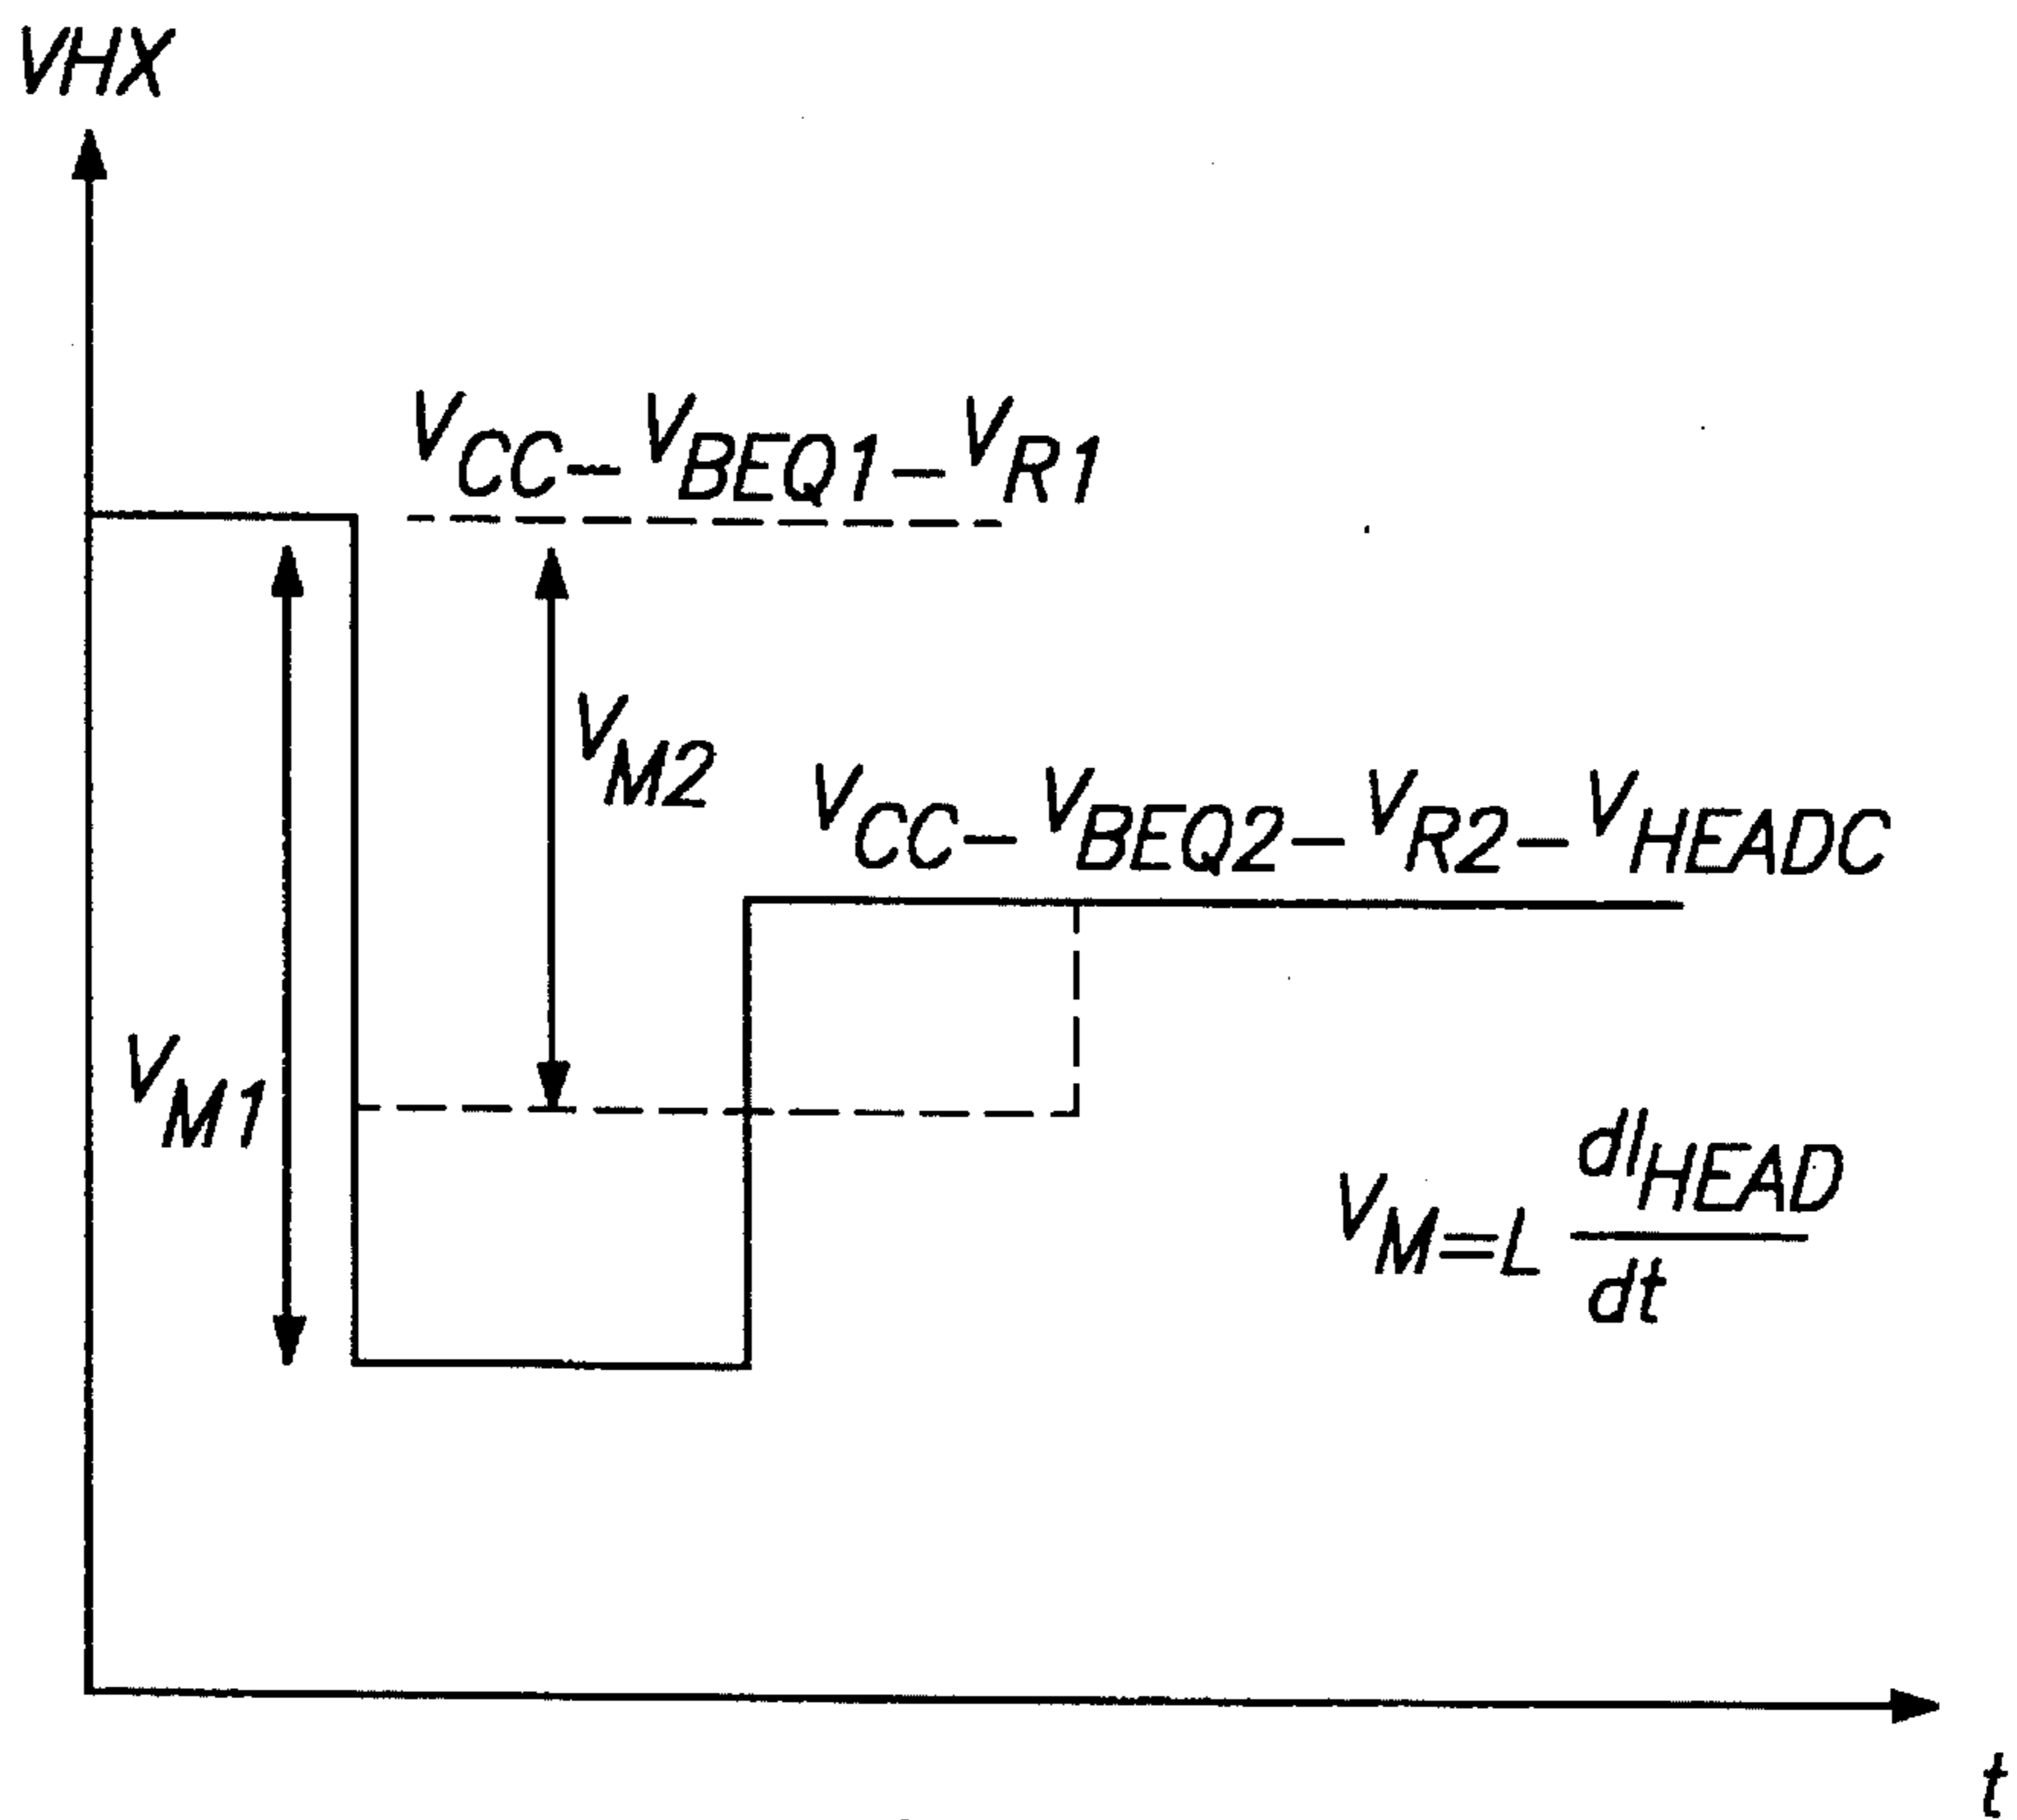 VHX
VCC-VBEQ1-VR1
VM2
VCC-VBEQ2-VR2-VHEADC
VM1
VM=L dIHEAD
dt
t